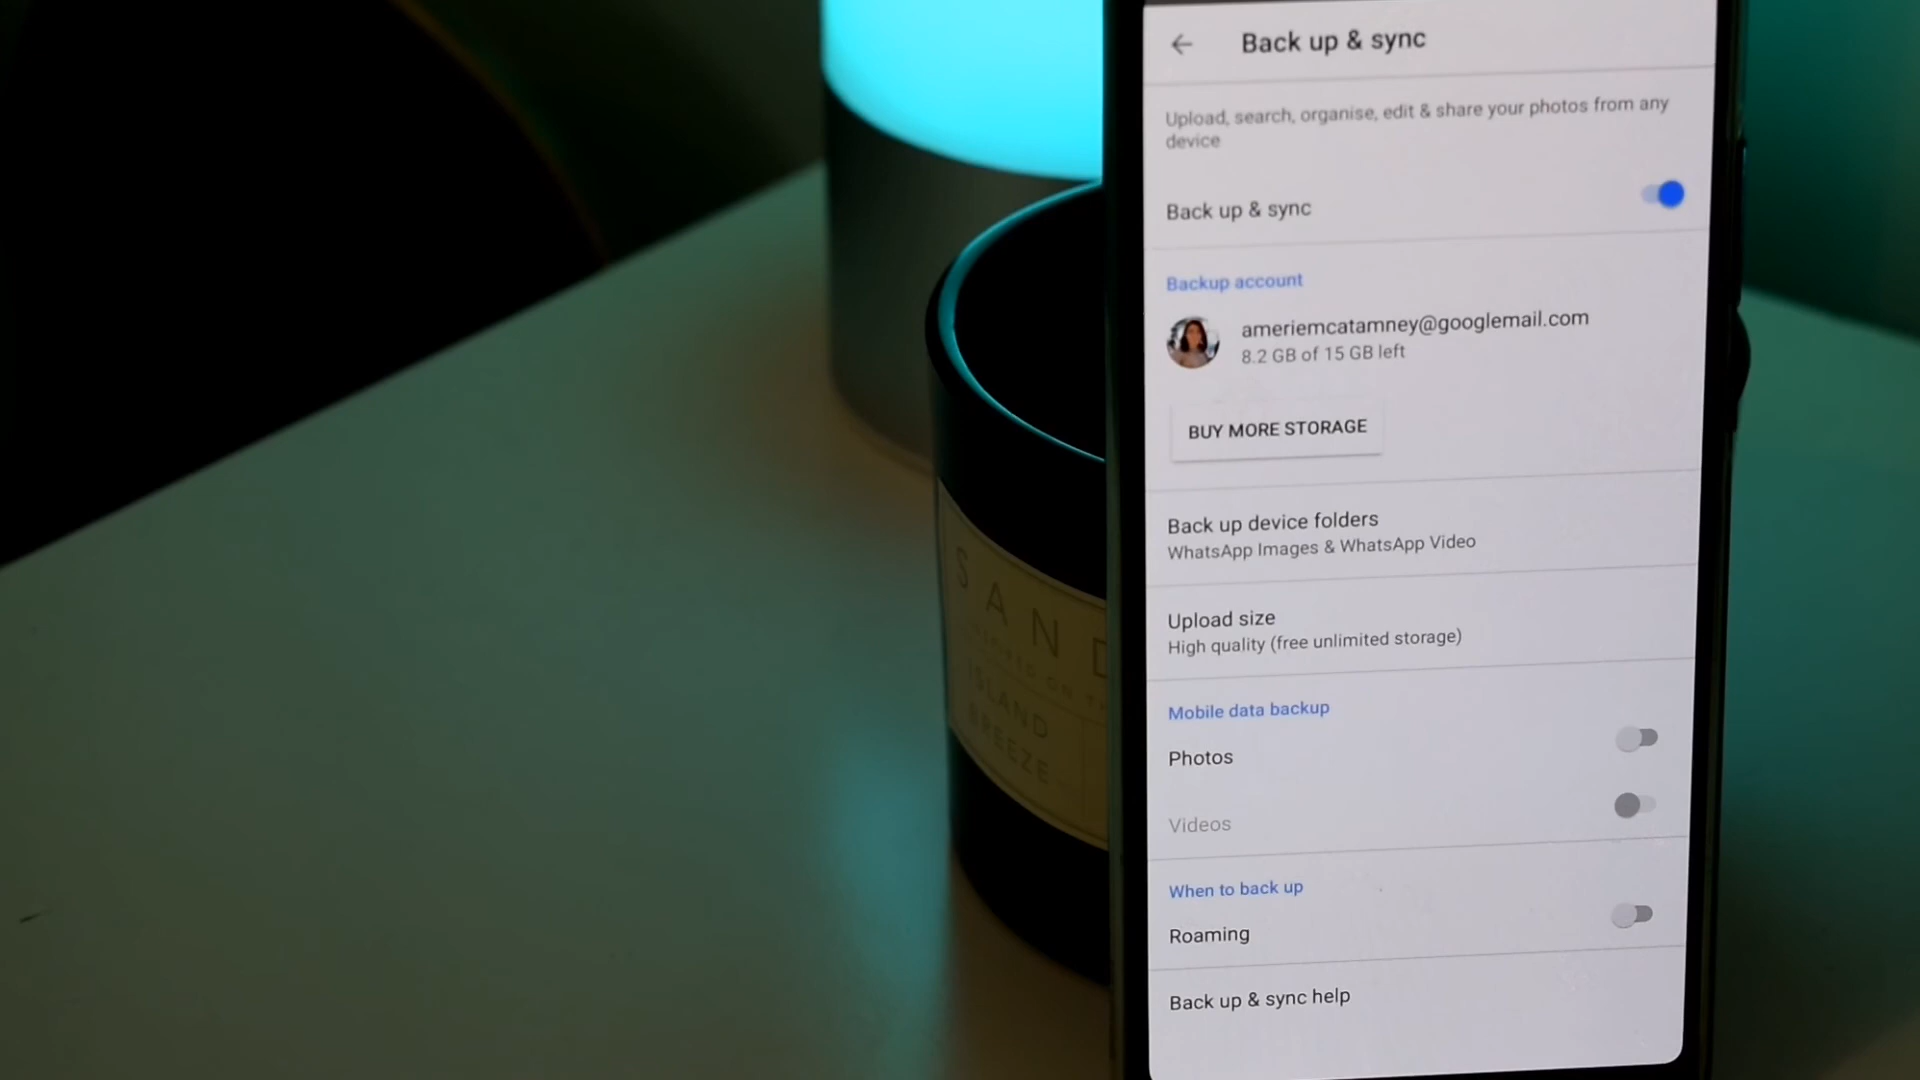 Back up & sync
Upload, search, organise, edit & share your photos from any
device
Back up & sync
Backup account
ameriemcatamney@googlemail.com
8.2 GB of 15 GB left
BUY MORE STORAGE
Back up device folders
WhatsApp Images & WhatsApp Video
Upload size
High quality (free unlimited storage)
Mobile data backup
Photos
Videos
When to back up
Roaming
Back up & sync help
SAND
ISLAND
BREEZE